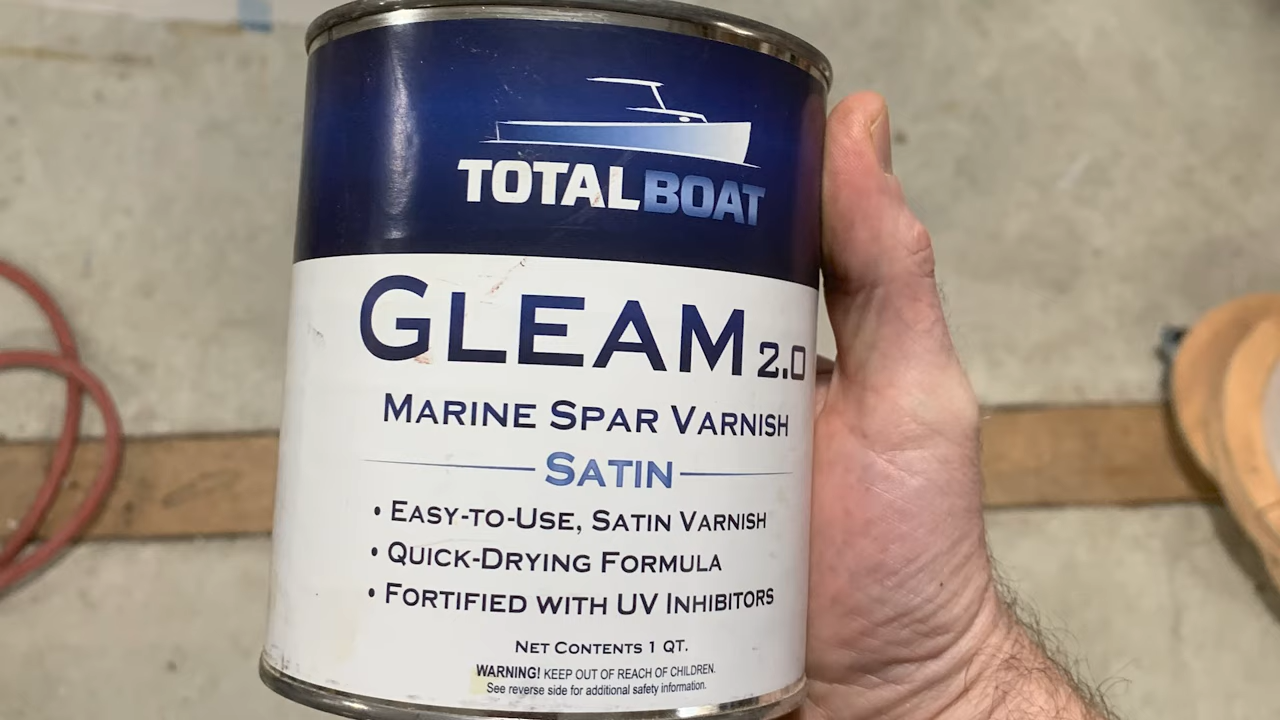 TOTALBOAT
GLEAM 2.0
MARINE SPAR VARNISH
SATIN
• EASY-TO-USE, SATIN VARNISH
• QUICK-DRYING FORMULA
• FORTIFIED WITH UV INHIBITORS
NET CONTENTS 1 QT.
WARNING! KEEP OUT OF REACH OF CHILDREN.
See reverse side for additional safety information.